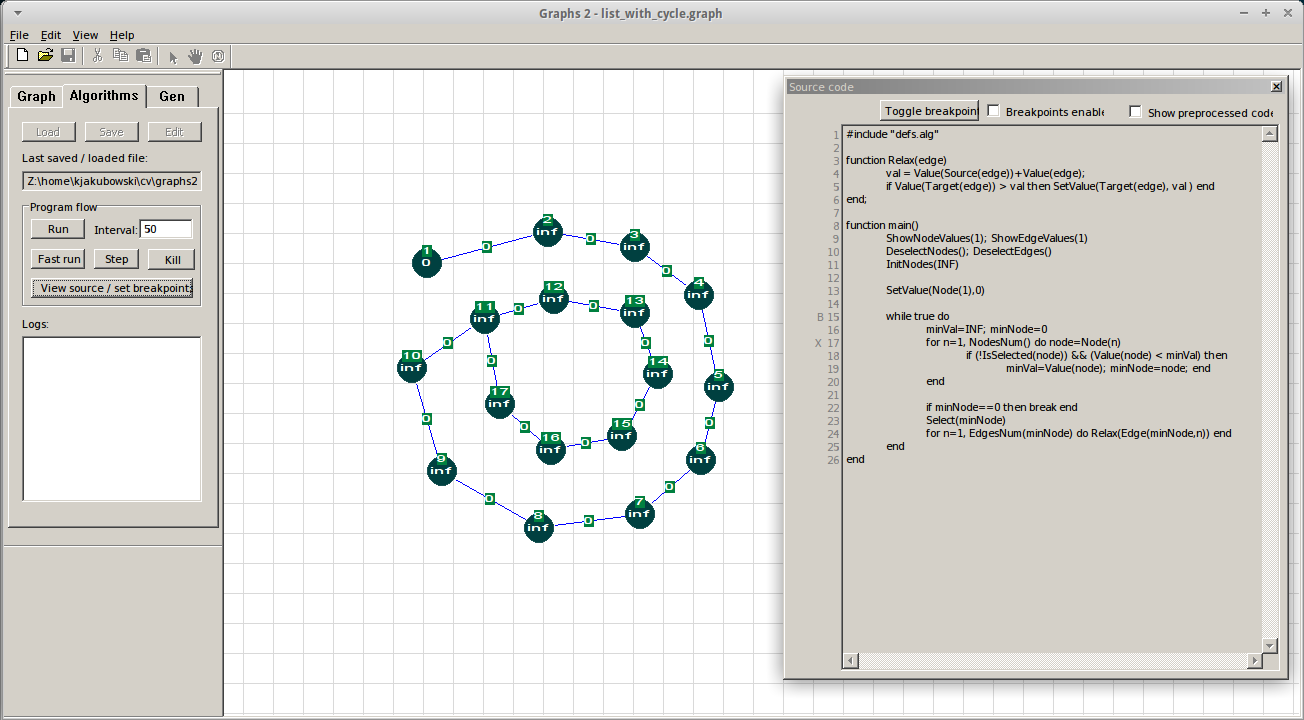 Graphs 2 - list_with_cycle.graph
File Edit View Help
Graph Algorithms Gen
Load Save Edit
Last saved / loaded file:
Z:\home\kjakubowski\cv\graphs2
Program flow
Run Interval: 50
Fast run Step Kill
View source / set breakpoint
Logs:
1
0
0
2
inf
0
3
inf
0
4
inf
0
5
inf
0
6
inf
0
7
inf
0
8
inf
0
9
inf
0
10
inf
0
11
inf
0
12
inf
0
13
inf
0
14
inf
0
15
inf
0
16
inf
0
17
inf
0
Source code
Toggle breakpoint Breakpoints enable Show preprocessed code
1 #include "defs.alg"
2
3 function Relax(edge)
4 val = Value(Source(edge))+Value(edge);
5 if Value(Target(edge)) > val then SetValue(Target(edge), val ) end
6 end;
7
8 function main()
9 ShowNodeValues(1); ShowEdgeValues(1)
10 DeselectNodes(); DeselectEdges()
11 InitNodes(INF)
12
13 SetValue(Node(1),0)
14
B 15 while true do
16 minVal=INF; minNode=0
X 17 for n=1, NodesNum() do node=Node(n)
18 if (!IsSelected(node)) && (Value(node) < minVal) then
19 minVal=Value(node); minNode=node; end
20 end
21
22 if minNode==0 then break end
23 Select(minNode)
24 for n=1, EdgesNum(minNode) do Relax(Edge(minNode,n)) end
25 end
26 end